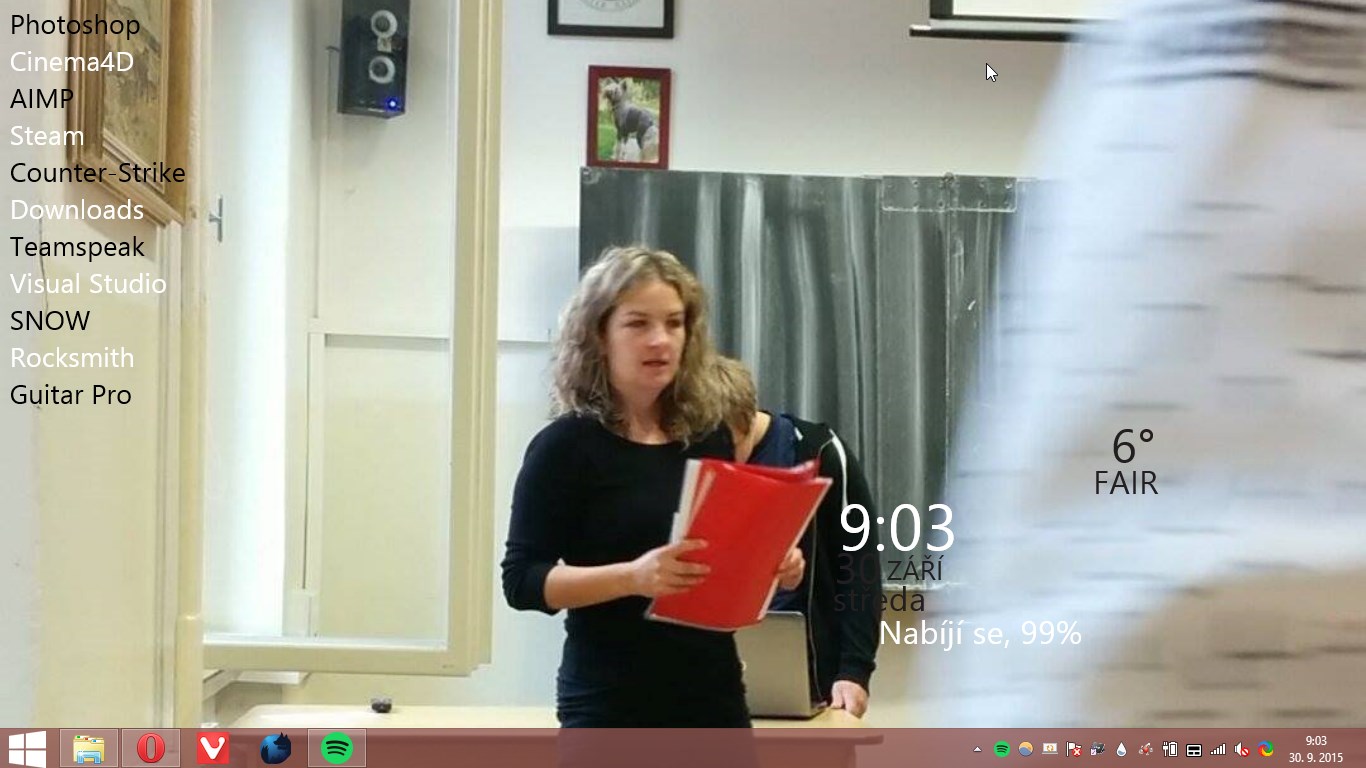 Photoshop
Cinema4D
AIMP
Steam
Counter-Strike
Downloads
Teamspeak
Visual Studio
SNOW
Rocksmith
Guitar Pro
6°
FAIR
9:03
30 ZÁŘÍ
středa
Nabíjí se, 99%
9:03
30. 9. 2015